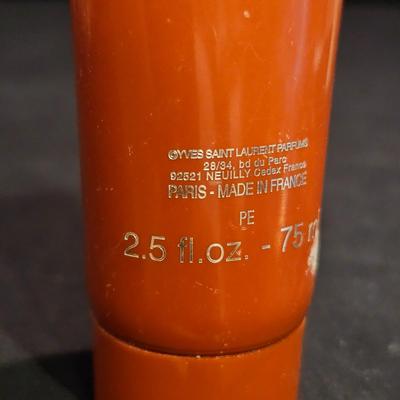 ©YVES SAINT LAURENT PARFUMS
28/34, bd du Parc
92521 NEUILLY Cedex France
PARIS - MADE IN FRANCE
PE
2.5 fl.oz. - 75 ml